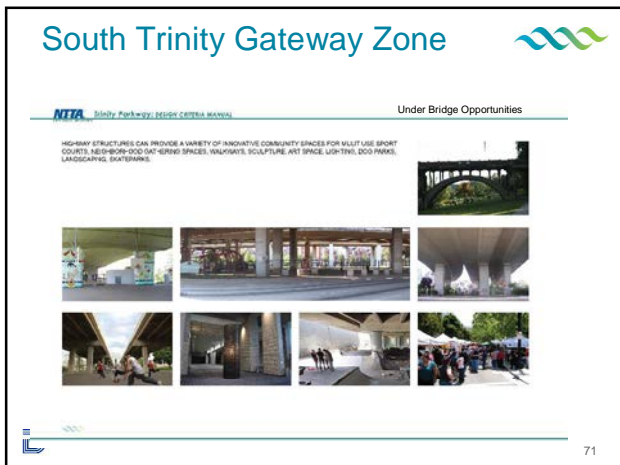 South Trinity Gateway Zone
NTTA Trinity Parkway: DESIGN CRITERIA MANUAL
Under Bridge Opportunities
HIGHWAY STRUCTURES CAN PROVIDE A VARIETY OF INNOVATIVE COMMUNITY SPACES FOR MULIT USE SPORT
COURTS, NEIGHBORHOOD GATHERING SPACES, WALKWAYS, SCULPTURE, ART SPACE, LIGHTING, DOG PARKS,
LANDSCAPING, SKATEPARKS.
71